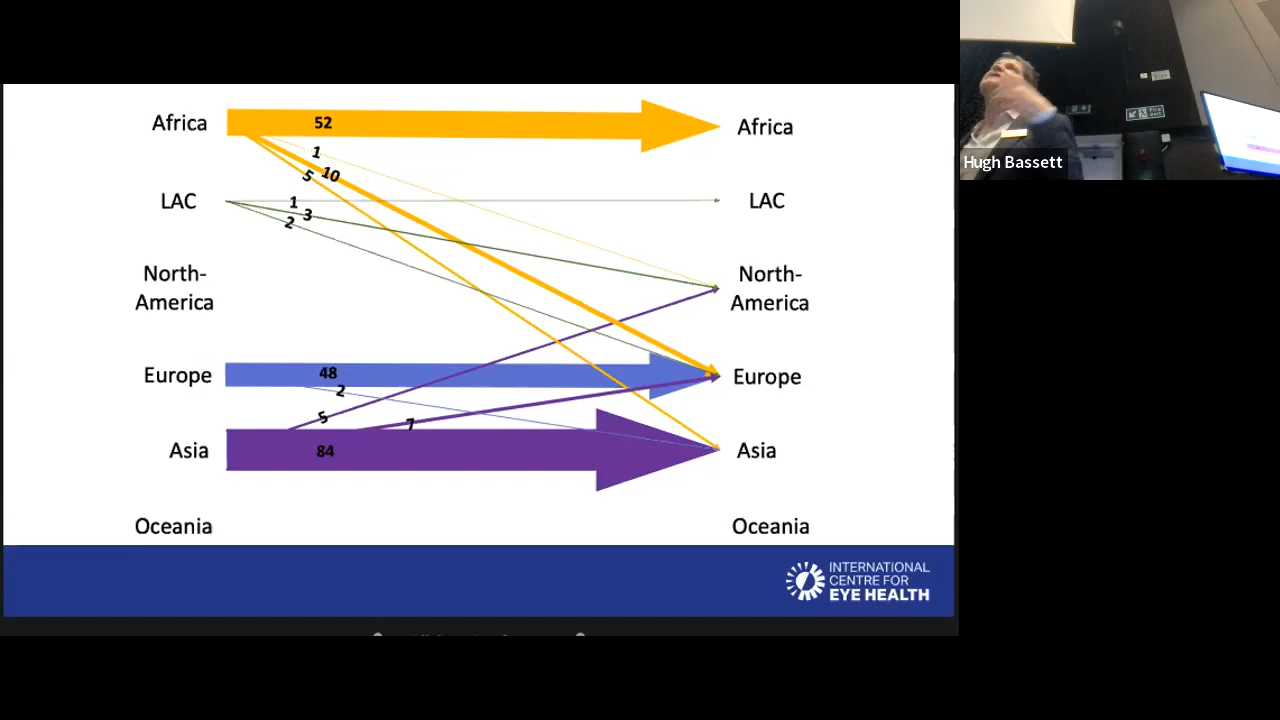 Africa
52
Africa
1
10
5
LAC
1
3
2
LAC
North-
America
North-
America
Europe
48
Europe
2
5
7
Asia
84
Asia
Oceania
Oceania
INTERNATIONAL
CENTRE FOR
EYE HEALTH
Hugh Bassett